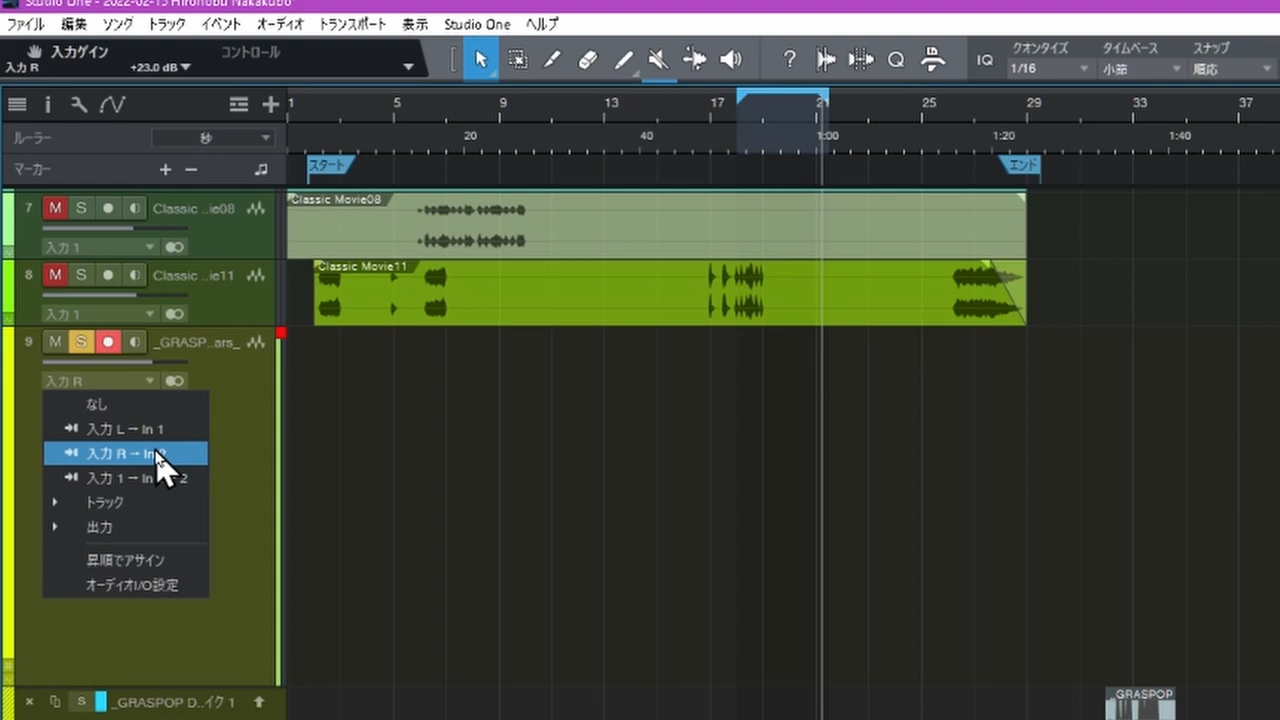 Studio One - 2022-02-15 Hironobu Nakakubo
ファイル 編集 ソング トラック イベント オーディオ トランスポート 表示 Studio One ヘルプ
入力ゲイン コントロール
入力 R +23.0 dB
IQ クオンタイズ タイムベース スナップ
1/16 小節 順応
1 5 9 13 17 21 25 29 33 37
ルーラー 秒 20 40 1:00 1:20 1:40
マーカー スタート エンド
7 M S Classic ..ie08 Classic Movie08
入力 1
8 M S Classic ..ie11 Classic Movie11
入力 1
9 M S _GRASP...ars_
入力 R
なし
入力 L → In 1
入力 R → In
入力 1 → In 2
トラック
出力
昇順でアサイン
オーディオI/O設定
S _GRASPOP D..イク 1 _GRASPOP